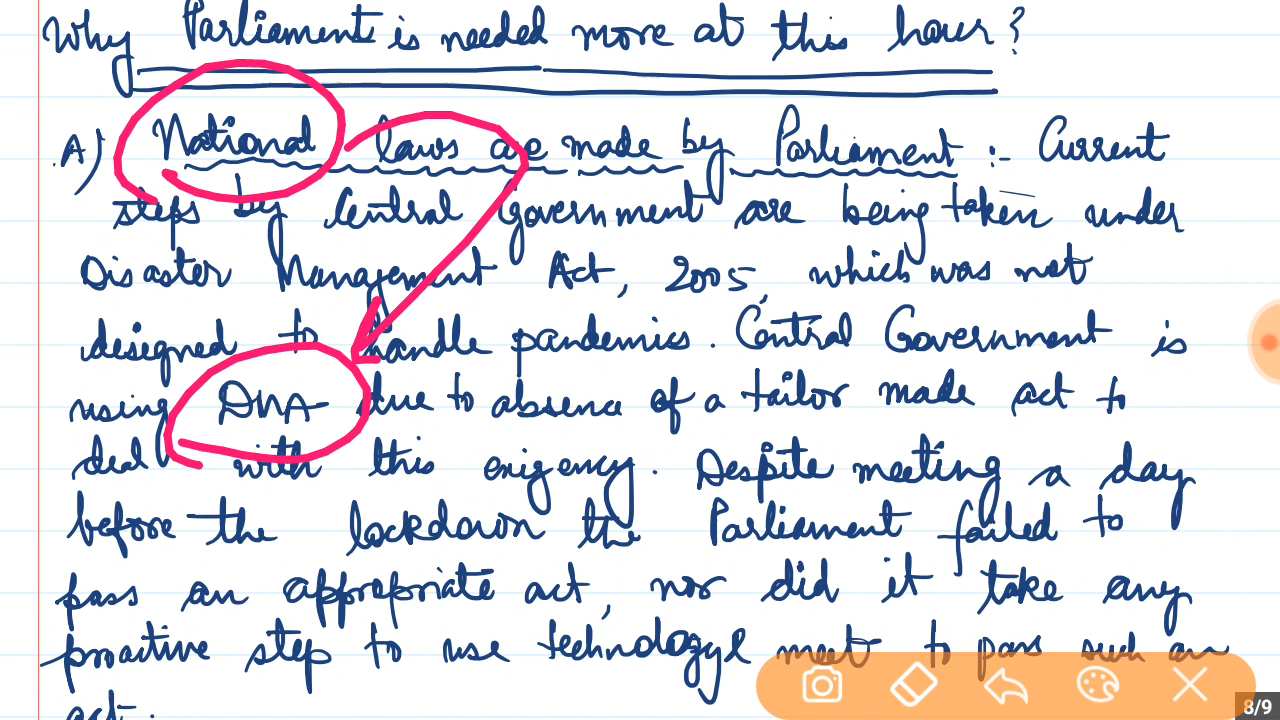 Why Parliament is needed more at this hour?
A) National laws are made by Parliament :- Current
steps by Central Government are being taken under
Disaster Management Act, 2005, which was not
designed to handle pandemics. Central Government is
using DMA due to absence of a tailor made act to
deal with this exigency. Despite meeting a day
before the lockdown the Parliament failed to
pass an appropriate act, nor did it take any
proactive step to use technology & meet to pass such an
act.
8/9